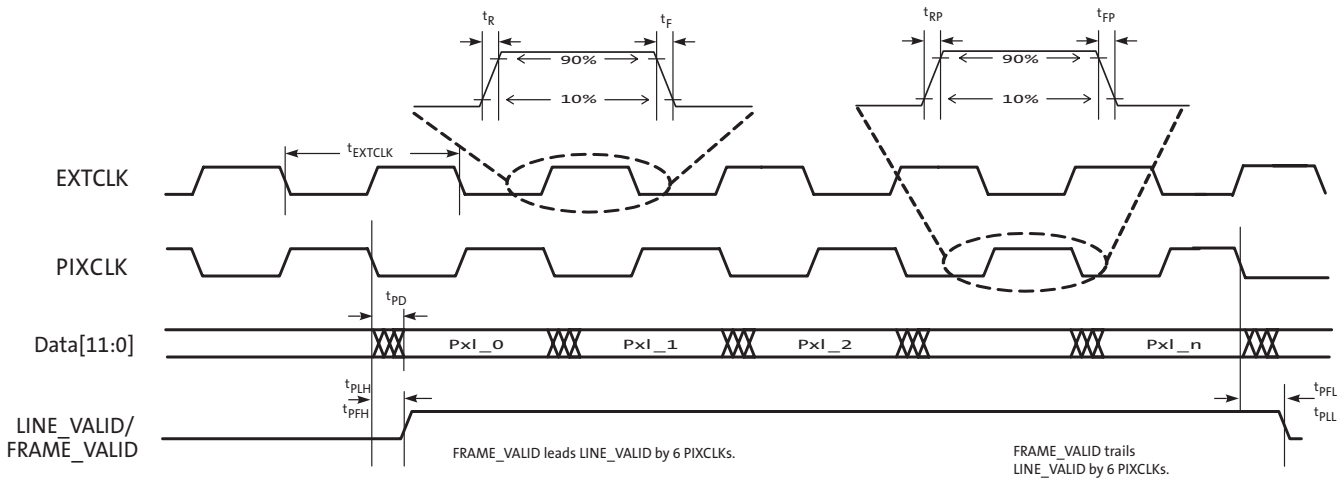 tR
tF
tRP
tFP
90%
90%
10%
10%
tEXTCLK
EXTCLK
PIXCLK
tPD
Data[11:0]
Pxl_0
Pxl_1
Pxl_2
Pxl_n
tPLH
tPFH
tPFL
tPLL
LINE_VALID/
FRAME_VALID
FRAME_VALID leads LINE_VALID by 6 PIXCLKs.
FRAME_VALID trails
LINE_VALID by 6 PIXCLKs.